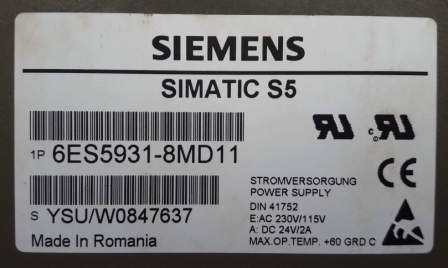 SIEMENS
SIMATIC S5
1P 6ES5931-8MD11
S YSU/W0847637
Made In Romania
STROMVERSORGUNG
POWER SUPPLY
DIN 41752
E:AC 230V/115V
A: DC 24V/2A
MAX.OP.TEMP. +60 GRD C